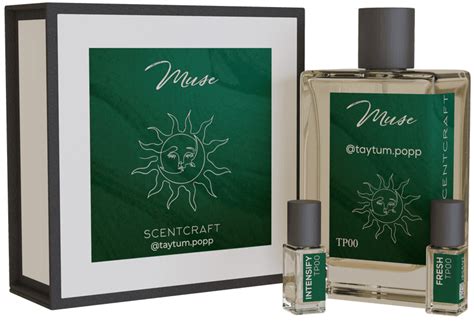 Muse
SCENTCRAFT
@taytum.popp
Muse
@taytum.popp
SCENTCRAFT
TP00
INTENSIFY
TP00
FRESH
TP00